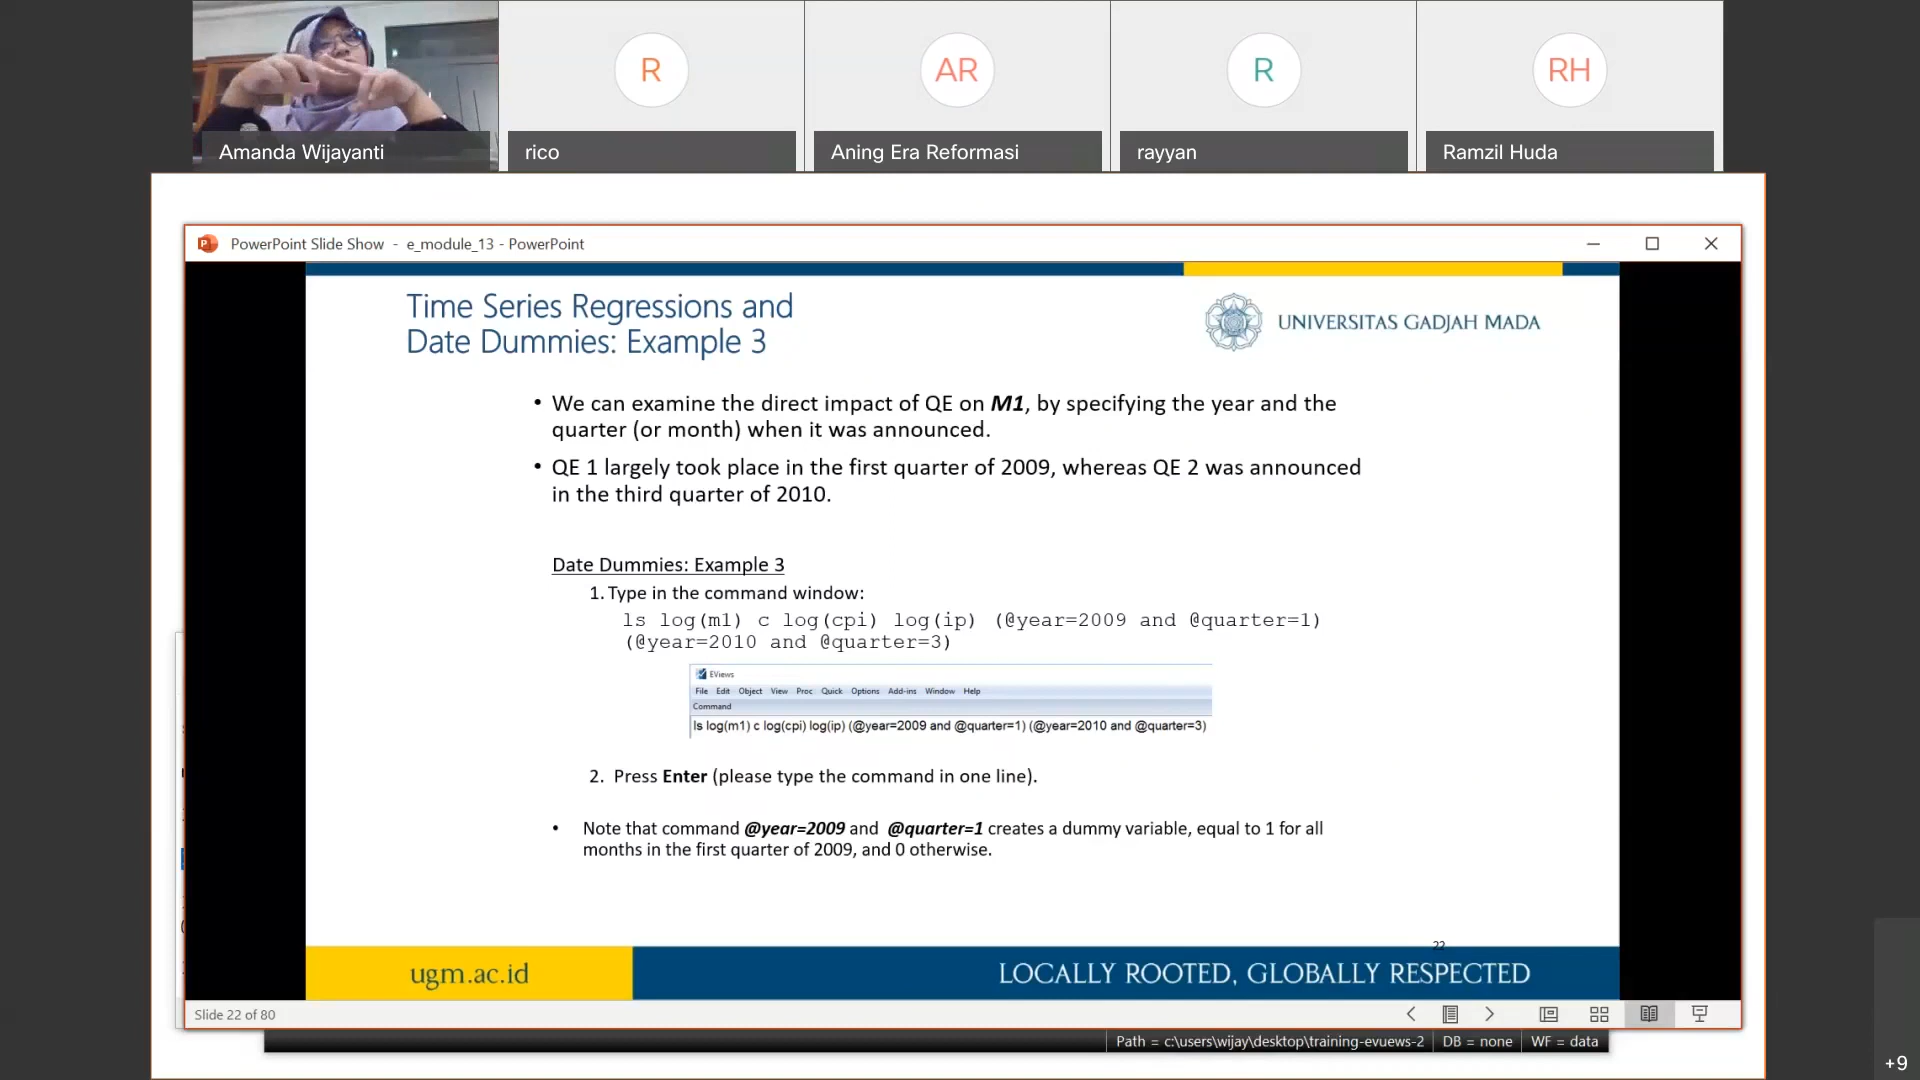 R
AR
R
RH
Amanda Wijayanti
rico
Aning Era Reformasi
rayyan
Ramzil Huda
PowerPoint Slide Show - e_module_13 - PowerPoint
Time Series Regressions and
Date Dummies: Example 3
UNIVERSITAS GADJAH MADA
• We can examine the direct impact of QE on M1, by specifying the year and the
quarter (or month) when it was announced.
• QE 1 largely took place in the first quarter of 2009, whereas QE 2 was announced
in the third quarter of 2010.
Date Dummies: Example 3
1. Type in the command window:
ls log(m1) c log(cpi) log(ip) (@year=2009 and @quarter=1)
(@year=2010 and @quarter=3)
EViews
File Edit Object View Proc Quick Options Add-ins Window Help
Command
ls log(m1) c log(cpi) log(ip) (@year=2009 and @quarter=1) (@year=2010 and @quarter=3)
2. Press Enter (please type the command in one line).
• Note that command @year=2009 and @quarter=1 creates a dummy variable, equal to 1 for all
months in the first quarter of 2009, and 0 otherwise.
22
ugm.ac.id
LOCALLY ROOTED, GLOBALLY RESPECTED
Slide 22 of 80
Path = c:\users\wijay\desktop\training-evuews-2 DB = none WF = data
+9